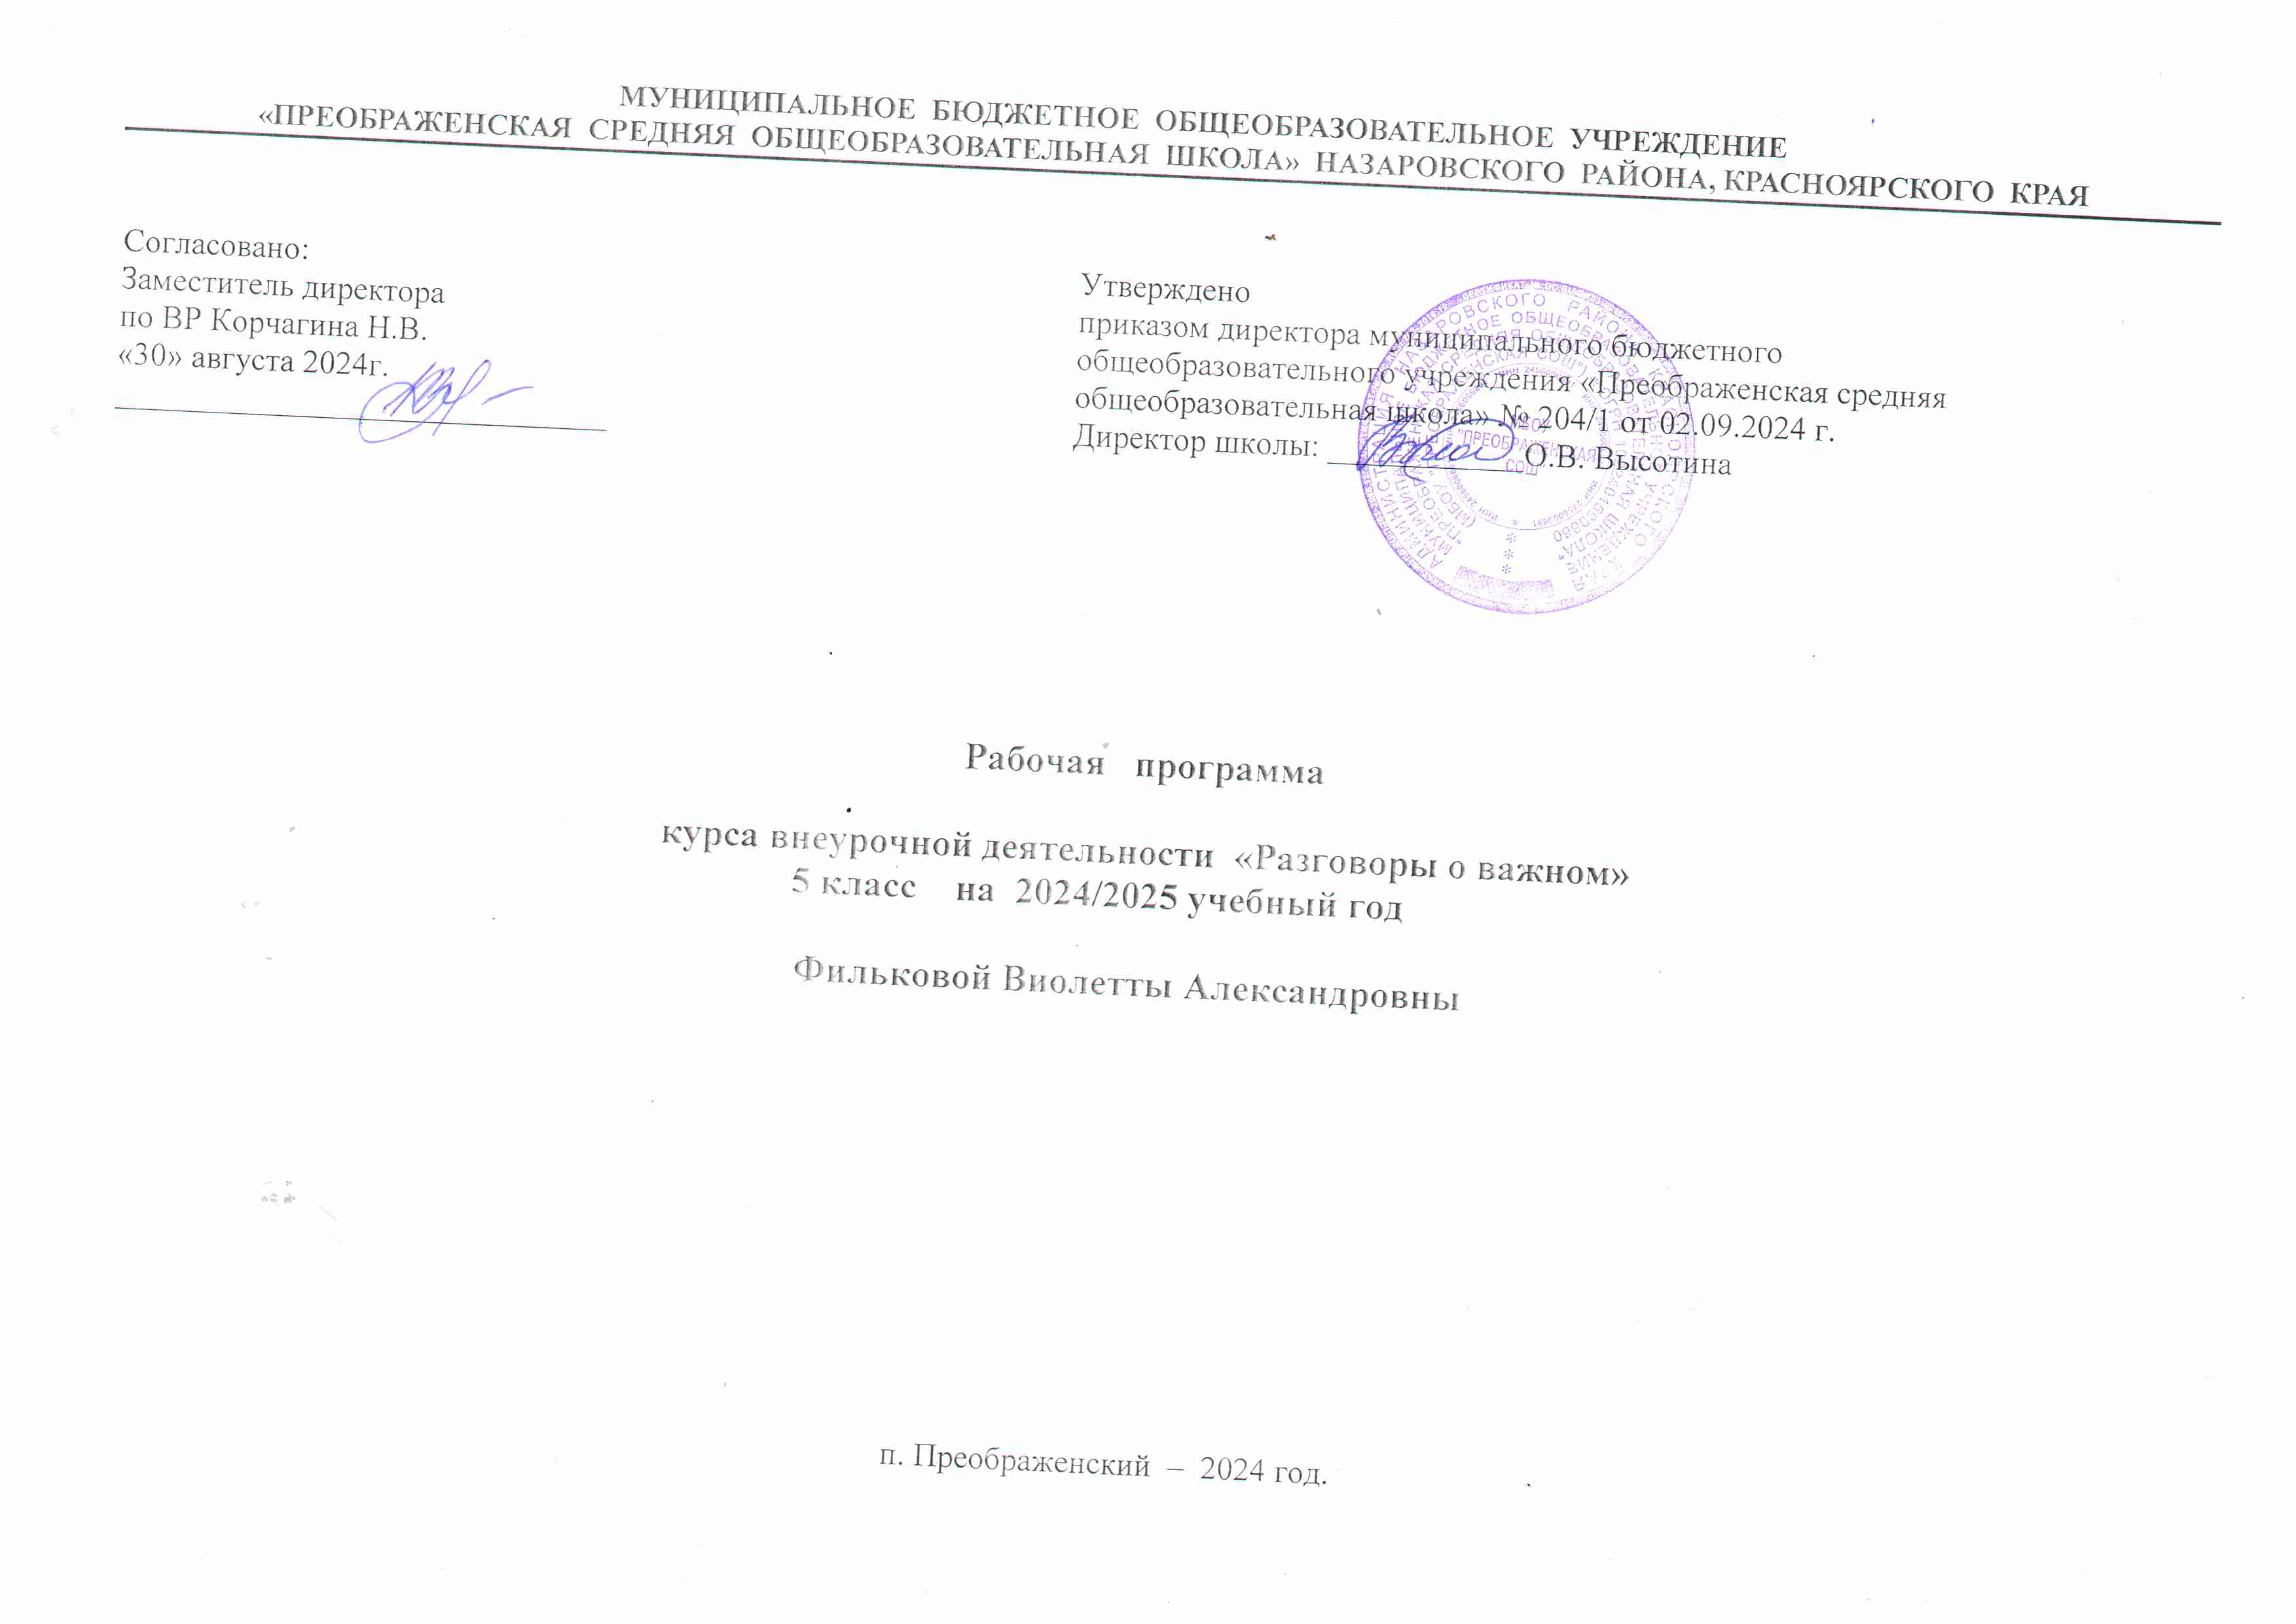 МУНИЦИПАЛЬНОЕ БЮДЖЕТНОЕ ОБЩЕОБРАЗОВАТЕЛЬНОЕ УЧРЕЖДЕНИЕ
«ПРЕОБРАЖЕНСКАЯ СРЕДНЯЯ ОБЩЕОБРАЗОВАТЕЛЬНАЯ ШКОЛА» НАЗАРОВСКОГО РАЙОНА, КРАСНОЯРСКОГО КРАЯ
Согласовано:
Заместитель директора
по ВР Корчагина Н.В.
«30» августа 2024г.
Утверждено
приказом директора муниципального бюджетного
общеобразовательного учреждения «Преображенская средняя
общеобразовательная школа» № 204/1 от 02.09.2024 г.
Директор школы: ____________О.В. Высотина
"ПРЕОБРАЖЕНСКАЯ
СОШ"
Рабочая программа
курса внеурочной деятельности «Разговоры о важном»
5 класс на 2024/2025 учебный год
Фильковой Виолетты Александровны
п. Преображенский – 2024 год.